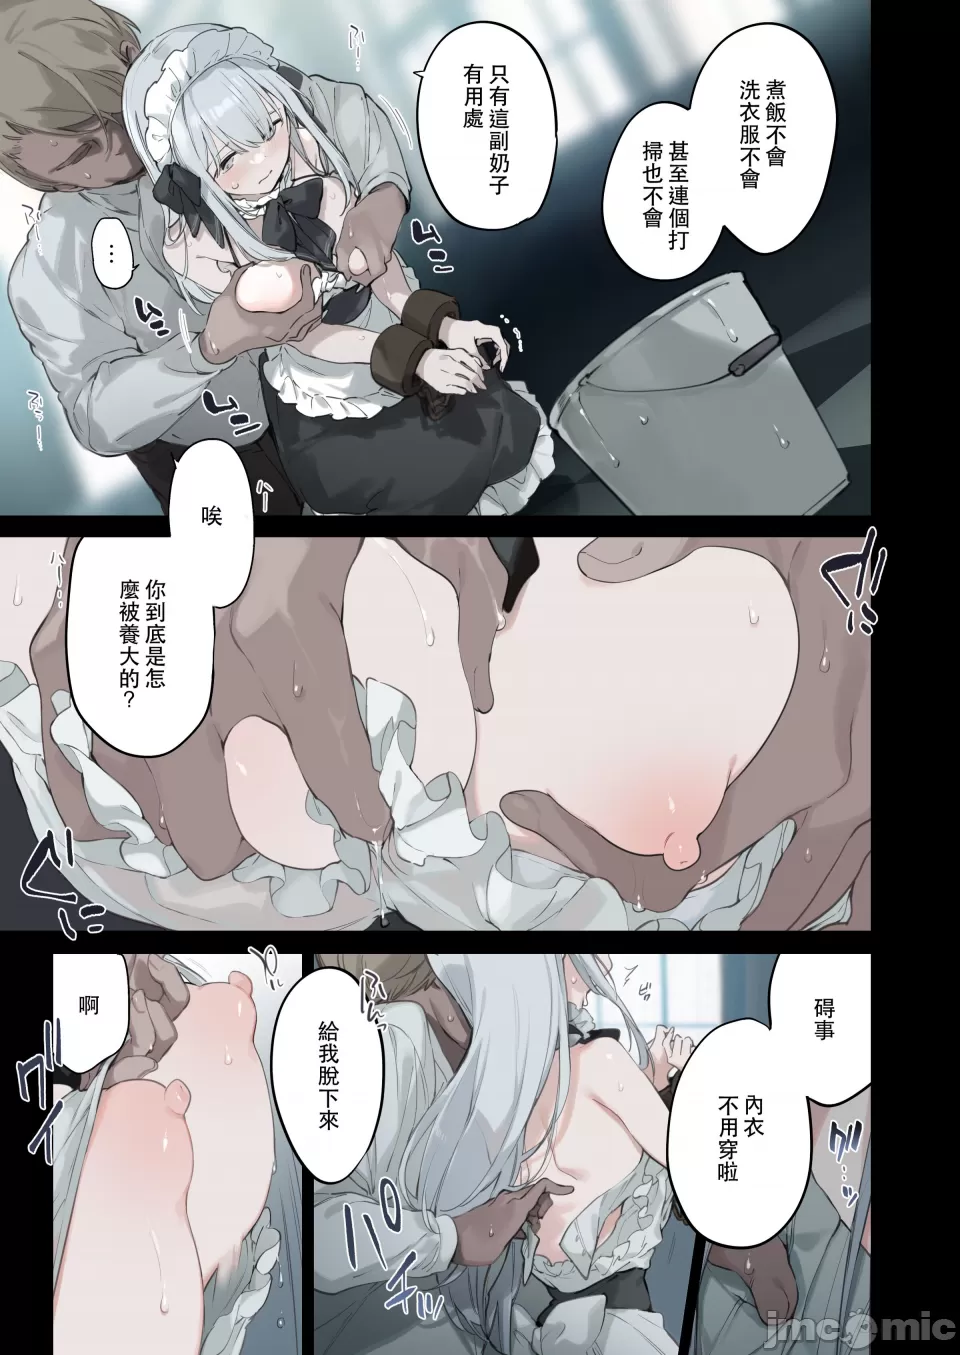 煮飯不會
洗衣服不會
甚至連個打
掃也不會
只有這副奶子
有用處
…
唉
你到底是怎
麼被養大的？
碍事
內衣
不用穿啦
給我脫下來
啊
jmcomic